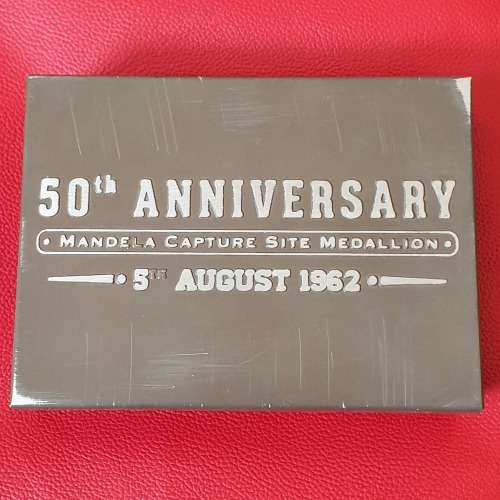 50th ANNIVERSARY
• MANDELA CAPTURE SITE MEDALLION •
• 5TH AUGUST 1962 •